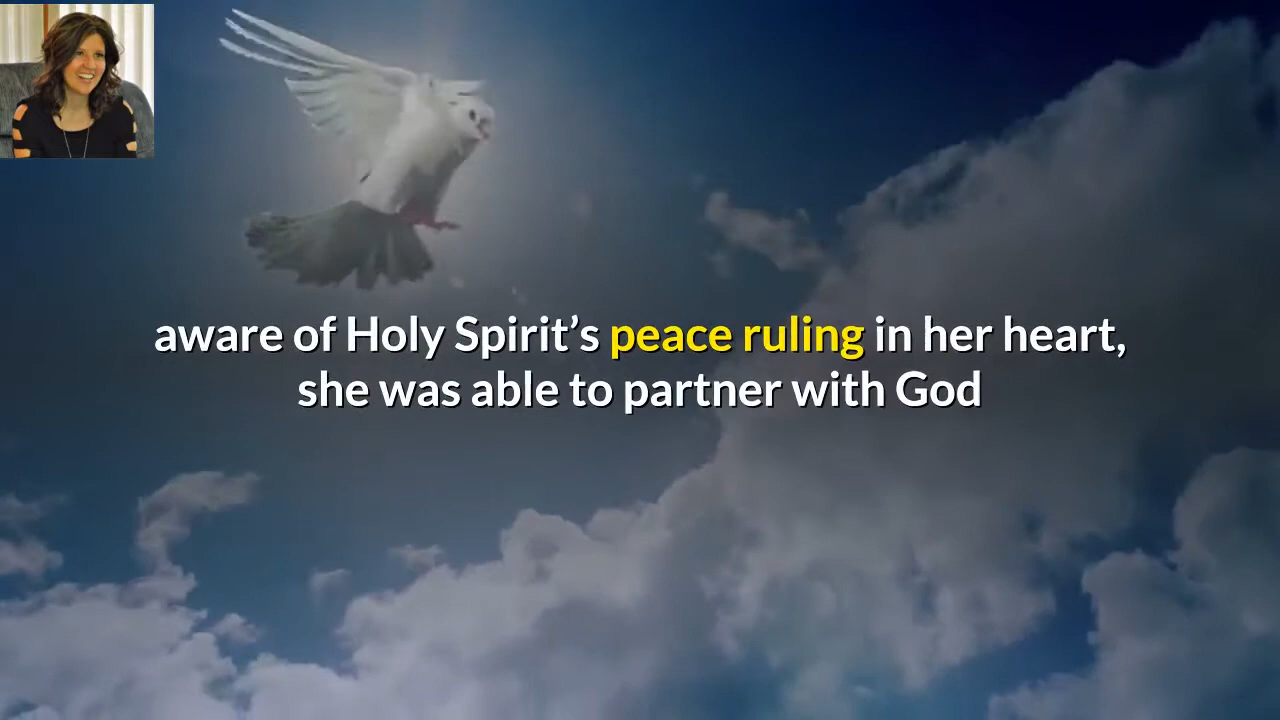 aware of Holy Spirit’s peace ruling in her heart,
she was able to partner with God